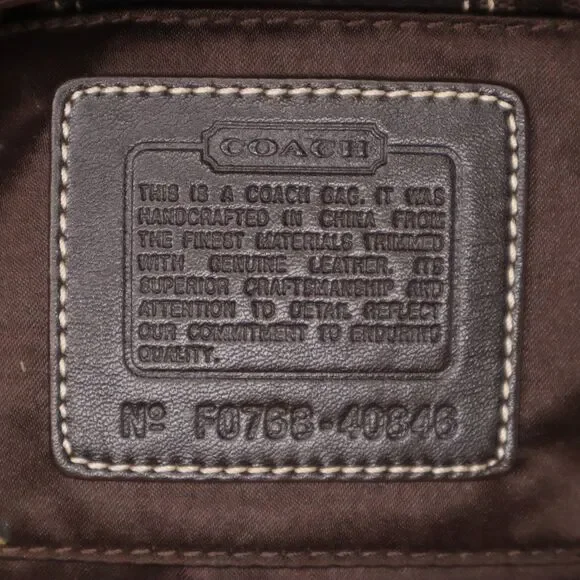 COACH
THIS IS A COACH BAG. IT WAS
HANDCRAFTED IN CHINA FROM
THE FINEST MATERIALS TRIMMED
WITH GENUINE LEATHER. ITS
SUPERIOR CRAFTSMANSHIP AND
ATTENTION TO DETAIL REFLECT
OUR COMMITMENT TO ENDURING
QUALITY.
Nº F076B-40846